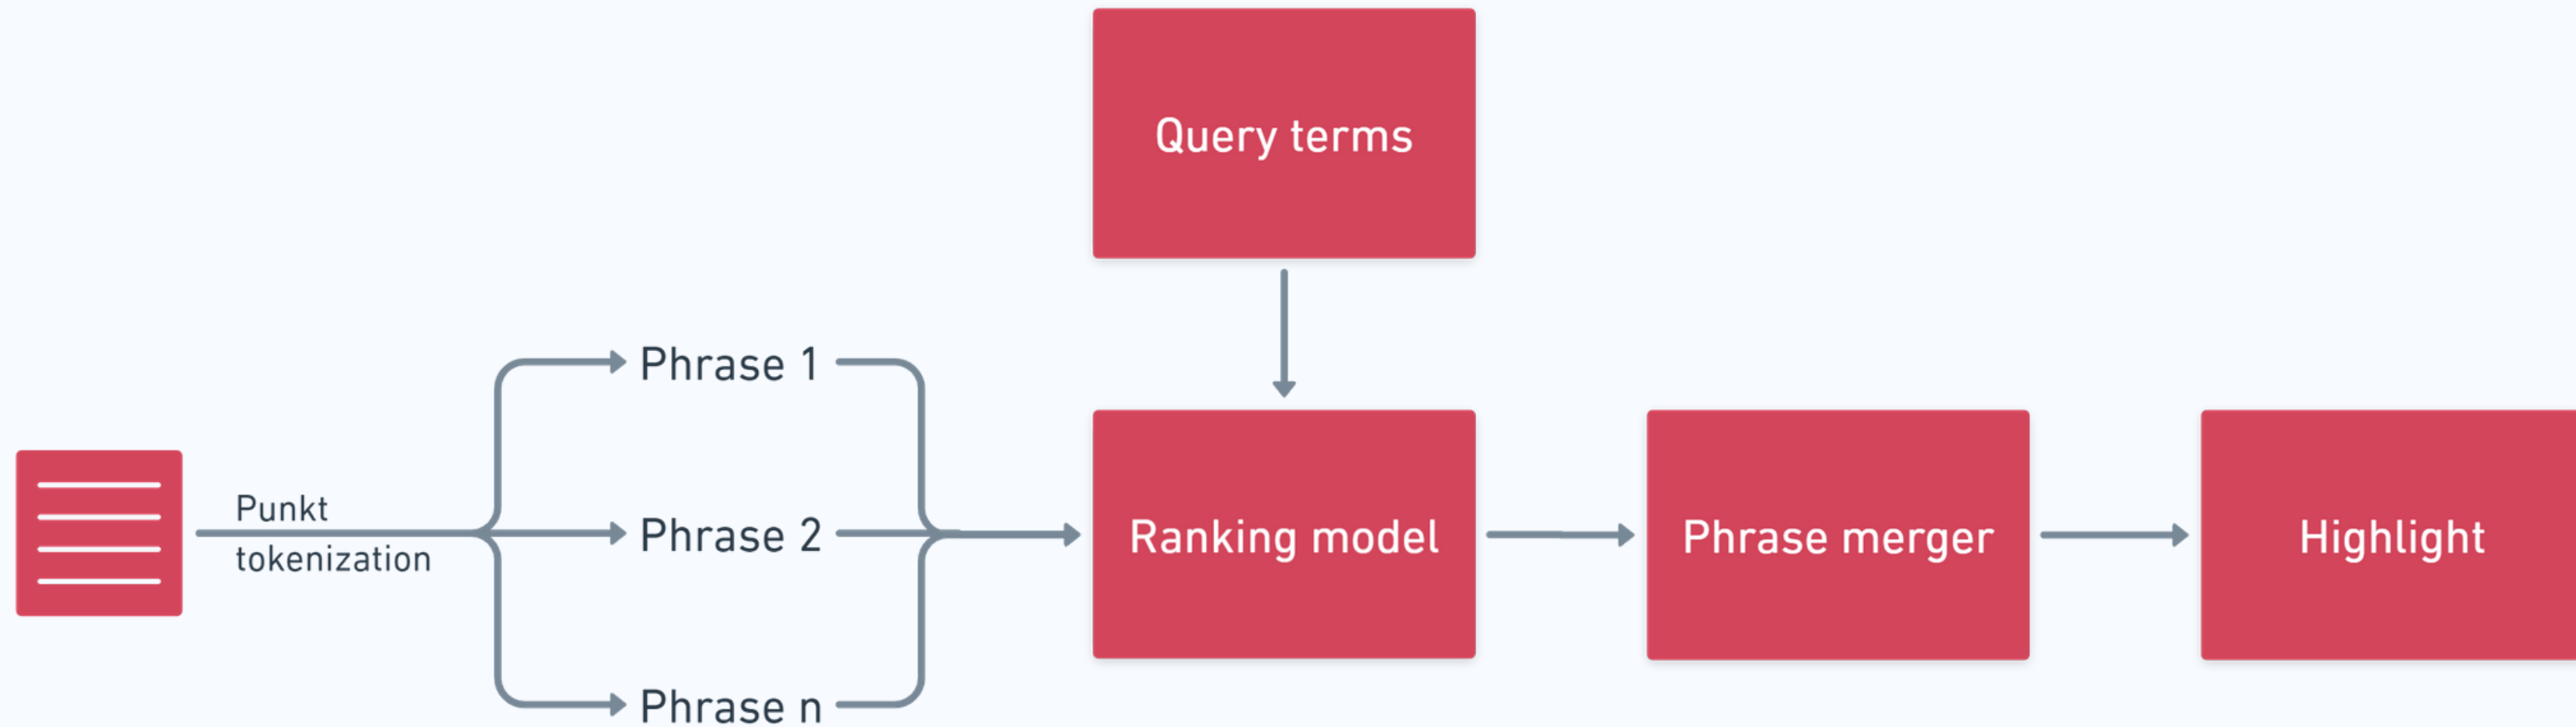 Query terms
Phrase 1
Punkt
tokenization
Phrase 2
Phrase n
Ranking model
Phrase merger
Highlight